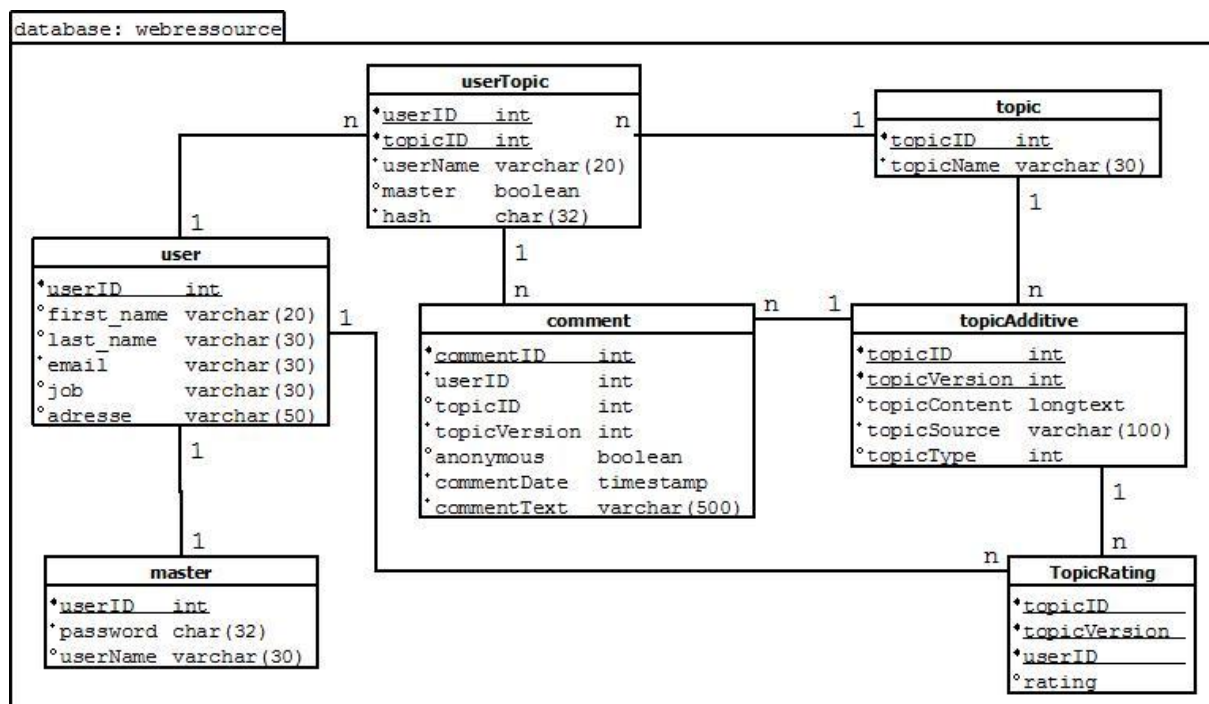 database: webressource
userTopic
userID int
topicID int
userName varchar(20)
master boolean
hash char(32)
n
n
1
1
topic
topicID int
topicName varchar(30)
1
n
1
user
userID int
first_name varchar(20)
last_name varchar(30)
email varchar(30)
job varchar(30)
adresse varchar(50)
1
1
n
comment
commentID int
userID int
topicID int
topicVersion int
anonymous boolean
commentDate timestamp
commentText varchar(500)
n
1
topicAdditive
topicID int
topicVersion int
topicContent longtext
topicSource varchar(100)
topicType int
1
n
1
1
master
userID int
password char(32)
userName varchar(30)
n
TopicRating
topicID
topicVersion
userID
rating